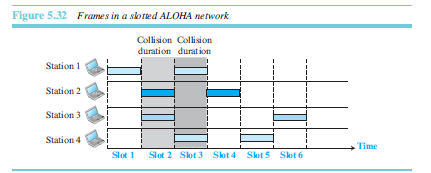 Figure 5.32 Frames in a slotted ALOHA network
Collision Collision
duration duration
Station 1
Station 2
Station 3
Station 4
Time
Slot 1 Slot 2 Slot 3 Slot 4 Slot 5 Slot 6